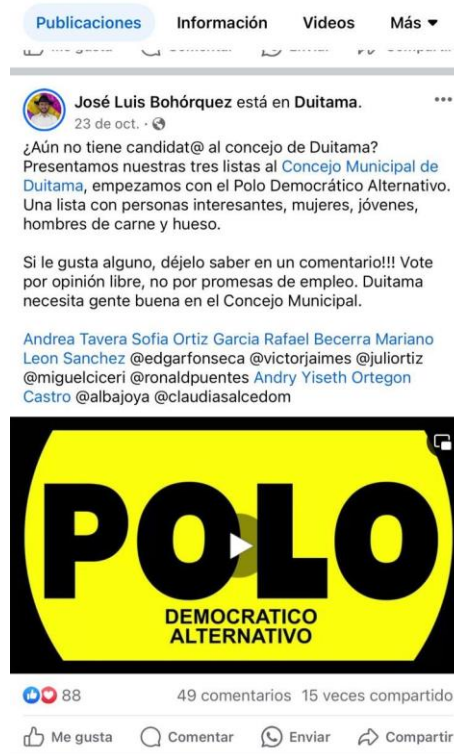 Publicaciones Información Videos Más
José Luis Bohórquez está en Duitama.
23 de oct.
¿Aún no tiene candidat@ al concejo de Duitama?
Presentamos nuestras tres listas al Concejo Municipal de
Duitama, empezamos con el Polo Democrático Alternativo.
Una lista con personas interesantes, mujeres, jóvenes,
hombres de carne y hueso.
Si le gusta alguno, déjelo saber en un comentario!!! Vote
por opinión libre, no por promesas de empleo. Duitama
necesita gente buena en el Concejo Municipal.
Andrea Tavera Sofia Ortiz Garcia Rafael Becerra Mariano
Leon Sanchez @edgarfonseca @victorjaimes @juliortiz
@miguelciceri @ronaldpuentes Andry Yiseth Ortegon
Castro @albajoya @claudiasalcedom
POLO
DEMOCRATICO
ALTERNATIVO
88 49 comentarios 15 veces compartido
Me gusta Comentar Enviar Compartir